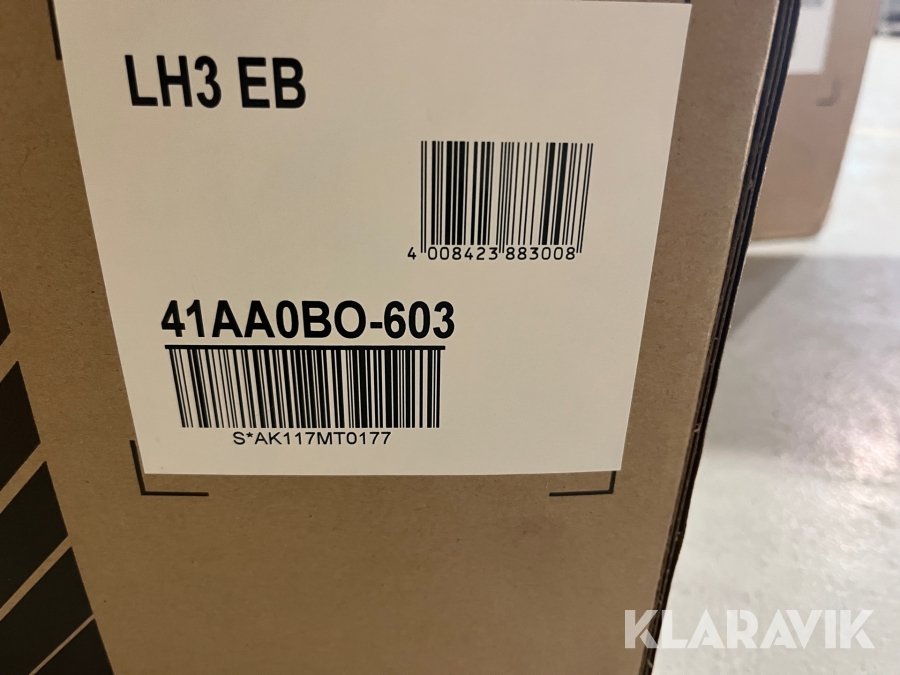 LH3 EB
4 008423 883008
41AA0BO-603
S*AK117MT0177
KLARAVIK